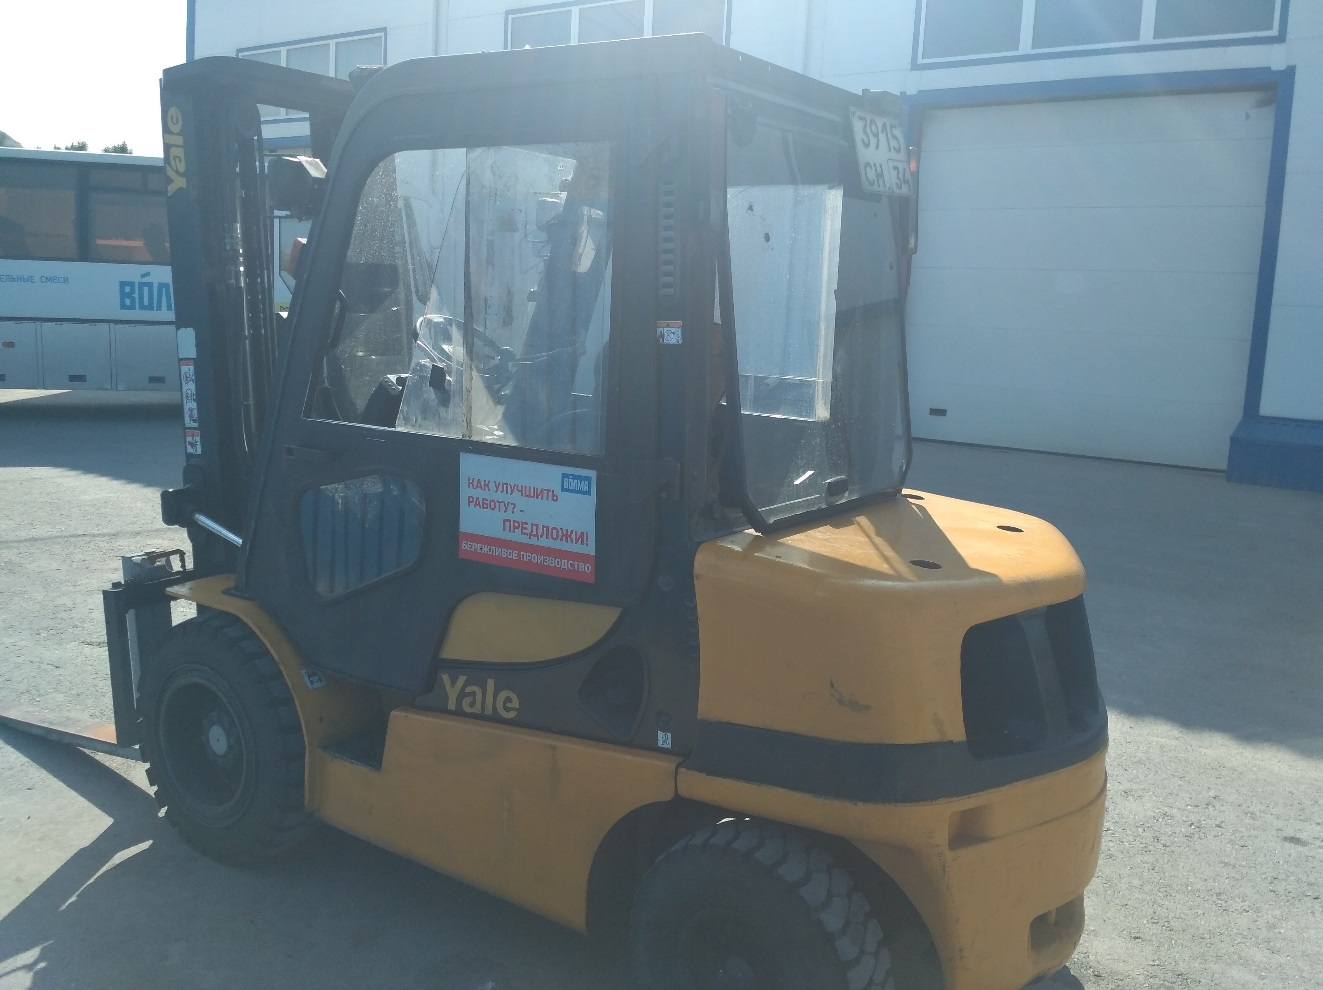 Yale
3915
СН 34
ЕЛЬНЫЕ СМЕСИ
ВОЛ
КАК УЛУЧШИТЬ
РАБОТУ? -
ПРЕДЛОЖИ!
ВОЛМА
БЕРЕЖЛИВОЕ ПРОИЗВОДСТВО
Yale